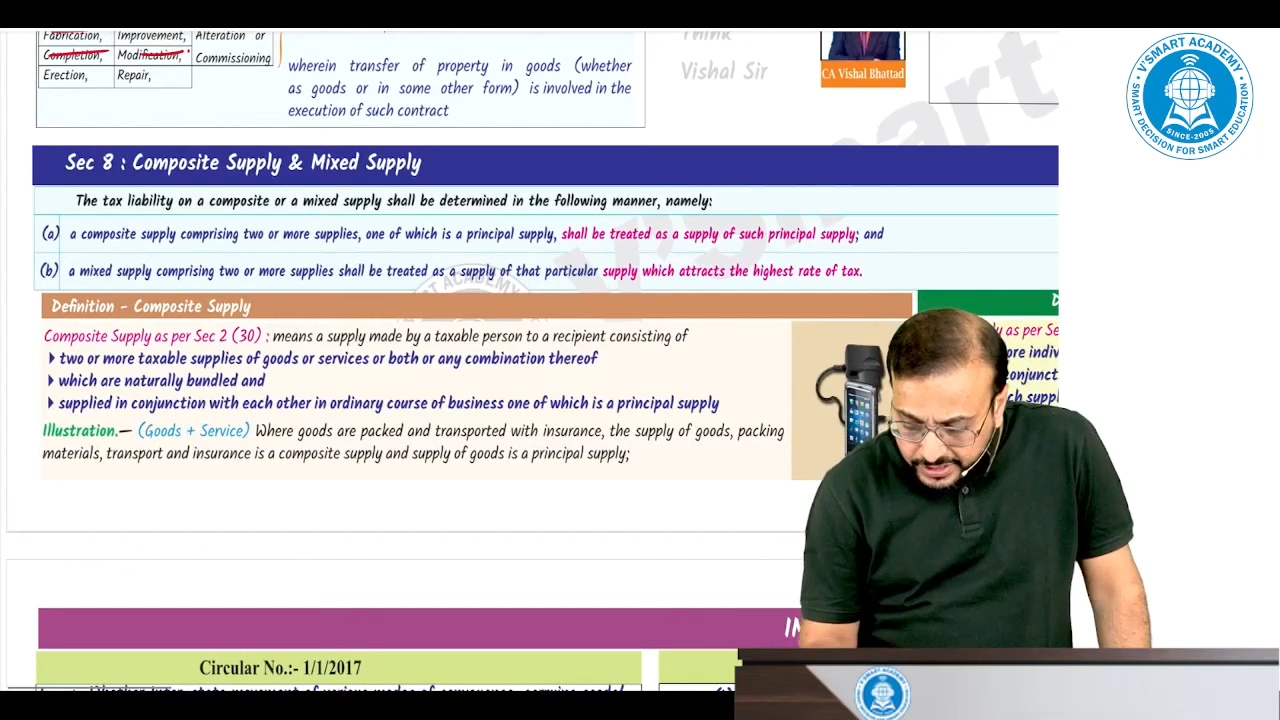 Fabrication, Improvement, Alteration or
Completion, Modification, Commissioning
Erection, Repair,
wherein transfer of property in goods (whether
as goods or in some other form) is involved in the
execution of such contract
Think
Vishal Sir
CA Vishal Bhattad
V'SMART ACADEMY
SINCE-2005
SMART DECISION FOR SMART EDUCATION
Sec 8 : Composite Supply & Mixed Supply
The tax liability on a composite or a mixed supply shall be determined in the following manner, namely:
(a) a composite supply comprising two or more supplies, one of which is a principal supply, shall be treated as a supply of such principal supply; and
(b) a mixed supply comprising two or more supplies shall be treated as a supply of that particular supply which attracts the highest rate of tax.
Definition - Composite Supply
Composite Supply as per Sec 2 (30) : means a supply made by a taxable person to a recipient consisting of
two or more taxable supplies of goods or services or both or any combination thereof
which are naturally bundled and
supplied in conjunction with each other in ordinary course of business one of which is a principal supply
Illustration.— (Goods + Service) Where goods are packed and transported with insurance, the supply of goods, packing
materials, transport and insurance is a composite supply and supply of goods is a principal supply;
as per Se
Circular No.:- 1/1/2017